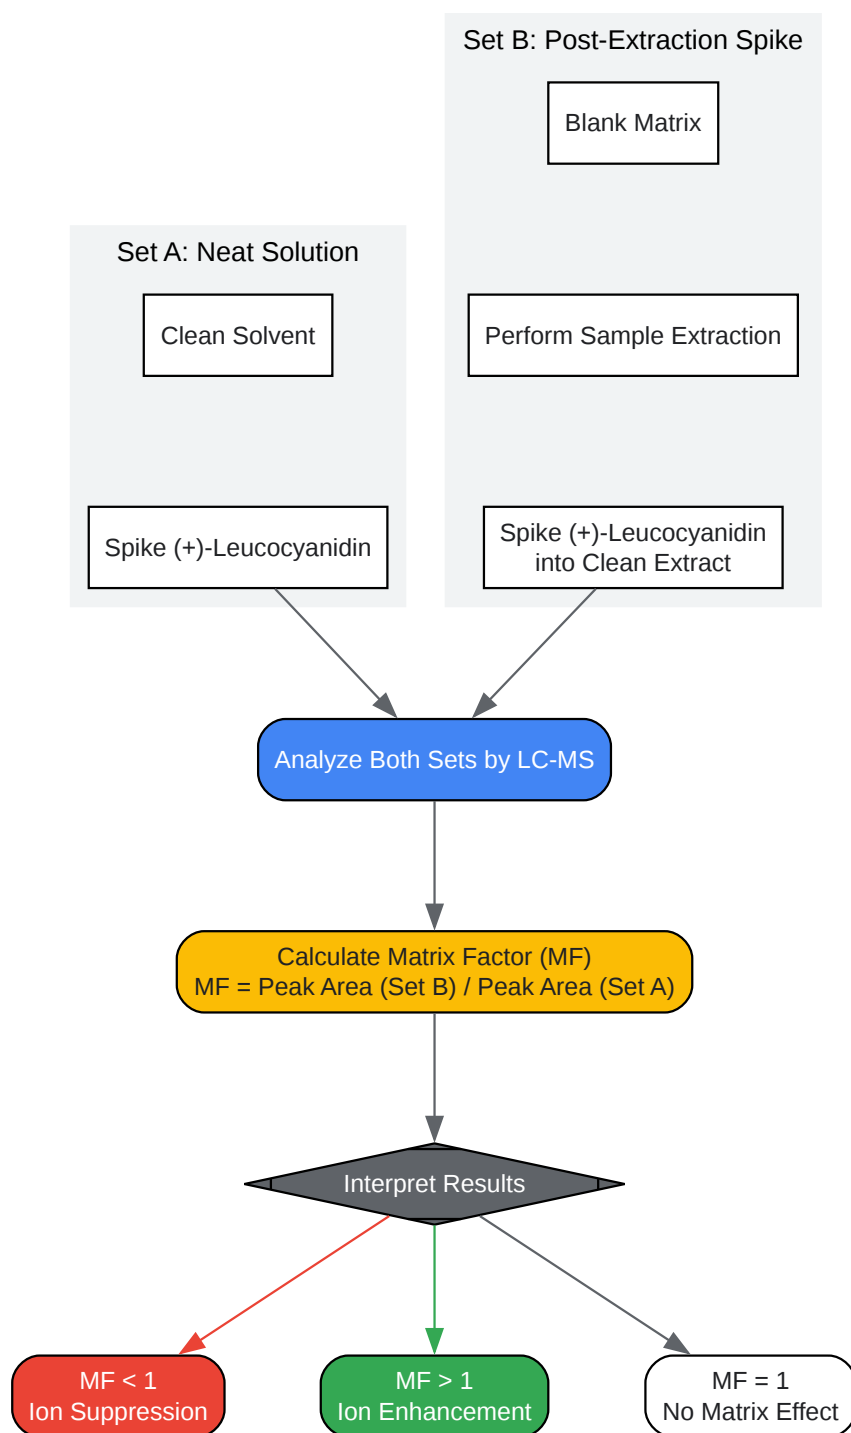 Set B: Post-Extraction Spike
Blank Matrix
Set A: Neat Solution
Clean Solvent
Perform Sample Extraction
Spike (+)-Leucocyanidin
Spike (+)-Leucocyanidin
into Clean Extract
Analyze Both Sets by LC-MS
Calculate Matrix Factor (MF)
MF = Peak Area (Set B) / Peak Area (Set A)
Interpret Results
MF < 1
Ion Suppression
MF > 1
Ion Enhancement
MF = 1
No Matrix Effect